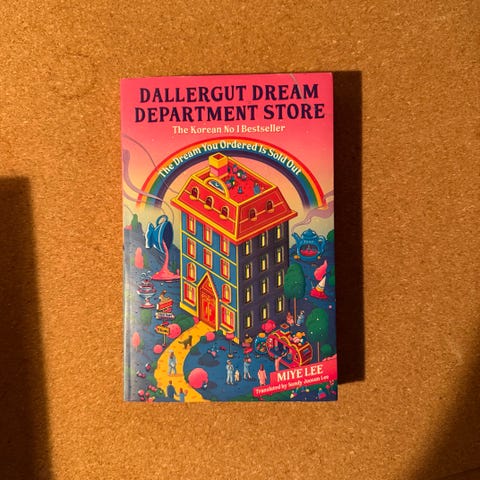 DALLERGUT DREAM
DEPARTMENT STORE
The Korean No 1 Bestseller
The Dream You Ordered Is Sold Out
MIYE LEE
Translated by Sandy Joosun Lee